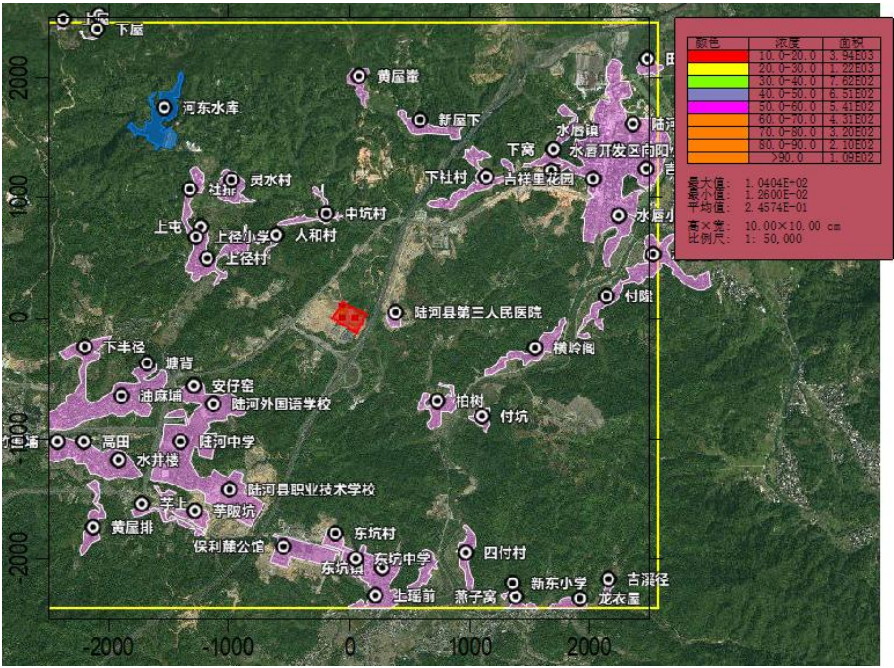 下屋
黄屋輋
河东水库
新屋下
水唇镇
陆河
下窝
水唇开发区向阳
灵水村
社排
下杜村
吉祥里花园
中坑村
水唇小
上屯
上径小学
人和村
上径村
付隆
陆河县第三人民医院
下半径
横岭阁
塘背
油麻埔
安仔窑
陆河外国语学校
柏树
付坑
高田
陆河中学
水井楼
陆河县职业技术学校
芋上
芋陂坑
黄屋排
东坑村
保利麓公馆
东坑中学
四付村
东坑镇
新东小学
吉溪径
上瑶前
燕子窝
龙衣屋
颜色 浓度 面积
10.0-20.0 3.94E03
20.0-30.0 1.22E03
30.0-40.0 7.62E02
40.0-50.0 6.51E02
50.0-60.0 5.41E02
60.0-70.0 4.31E02
70.0-80.0 3.20E02
80.0-90.0 2.10E02
>90.0 1.09E02
最大值: 1.0404E+02
最小值: 1.2600E-02
平均值: 2.4574E-01
高×宽: 10.00×10.00 cm
比例尺: 1: 50,000
2000
1000
0
-1000
-2000
-2000 -1000 0 1000 2000